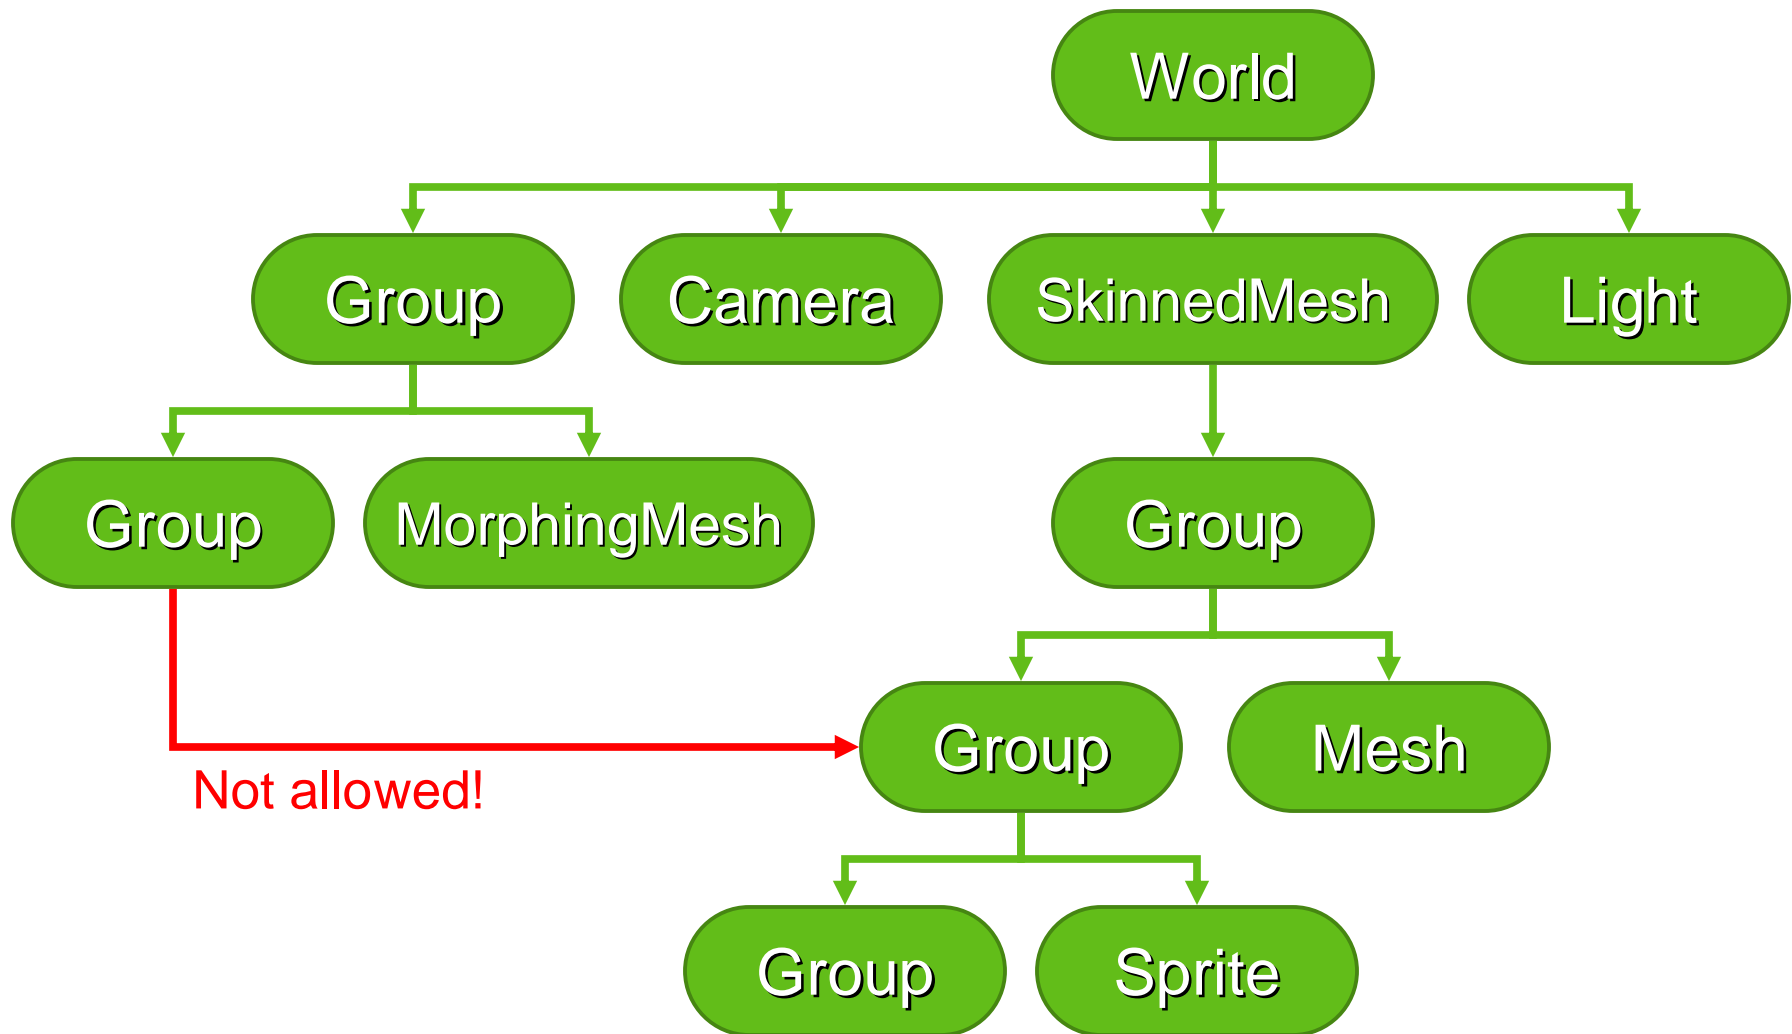 World
Group
Camera
SkinnedMesh
Light
Group
MorphingMesh
Group
Group
Mesh
Not allowed!
Group
Sprite